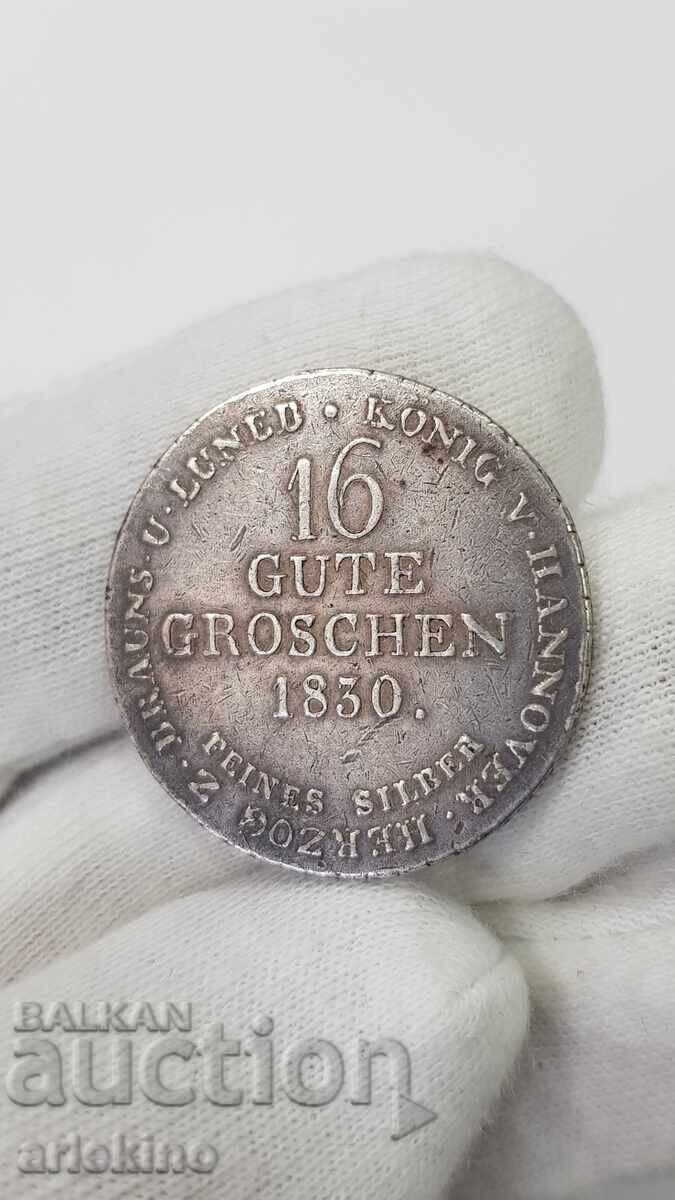 KÖNIG V. HANNOVER. HERZOG Z. BRAUNS. U. LUNEB •
16
GUTE
GROSCHEN
1830.
FEINES SILBER
BALKAN
auction
arlekino